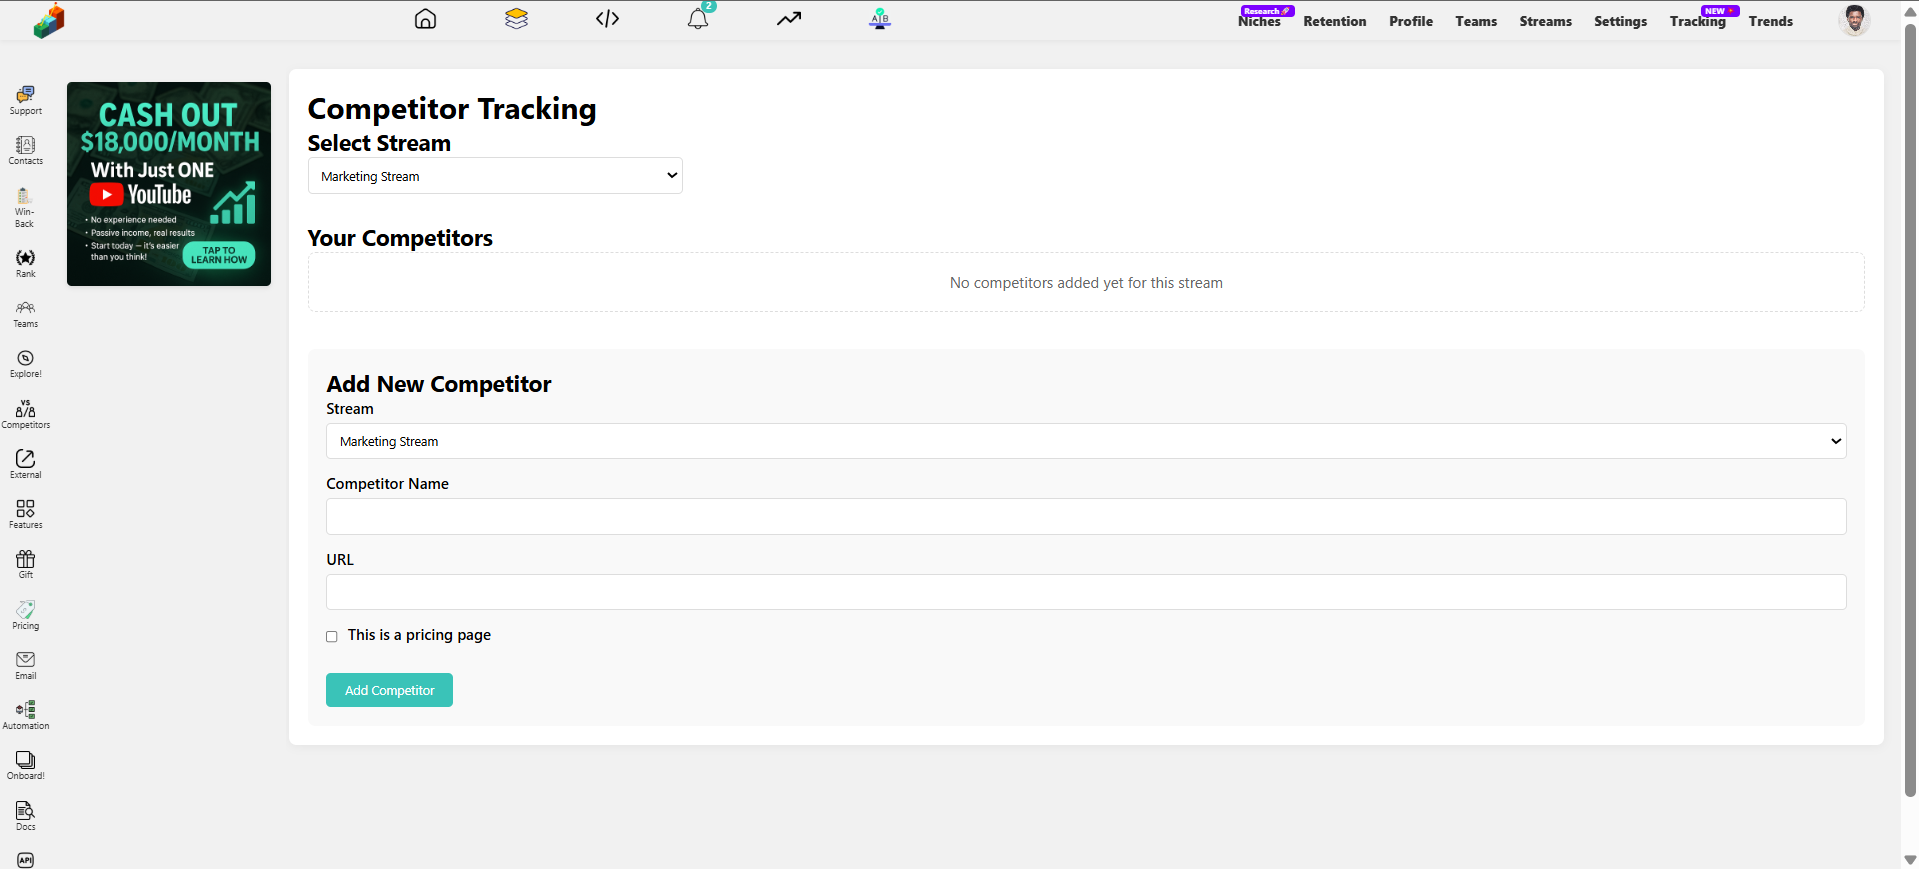 2
Research 🚀
NEW
Niches
Retention
Profile
Teams
Streams
Settings
Tracking
Trends
A|B
Support
Contacts
Win-
Back
Rank
Teams
Explore!
VS
Competitors
External
Features
Gift
Pricing
Email
Automation
Onboard!
Docs
API
CASH OUT
$18,000/MONTH
With Just ONE
YouTube
• No experience needed
• Passive income, real results
• Start today — it's easier
than you think!
TAP TO
LEARN HOW
Competitor Tracking
Select Stream
Marketing Stream
Your Competitors
No competitors added yet for this stream
Add New Competitor
Stream
Marketing Stream
Competitor Name
URL
This is a pricing page
Add Competitor